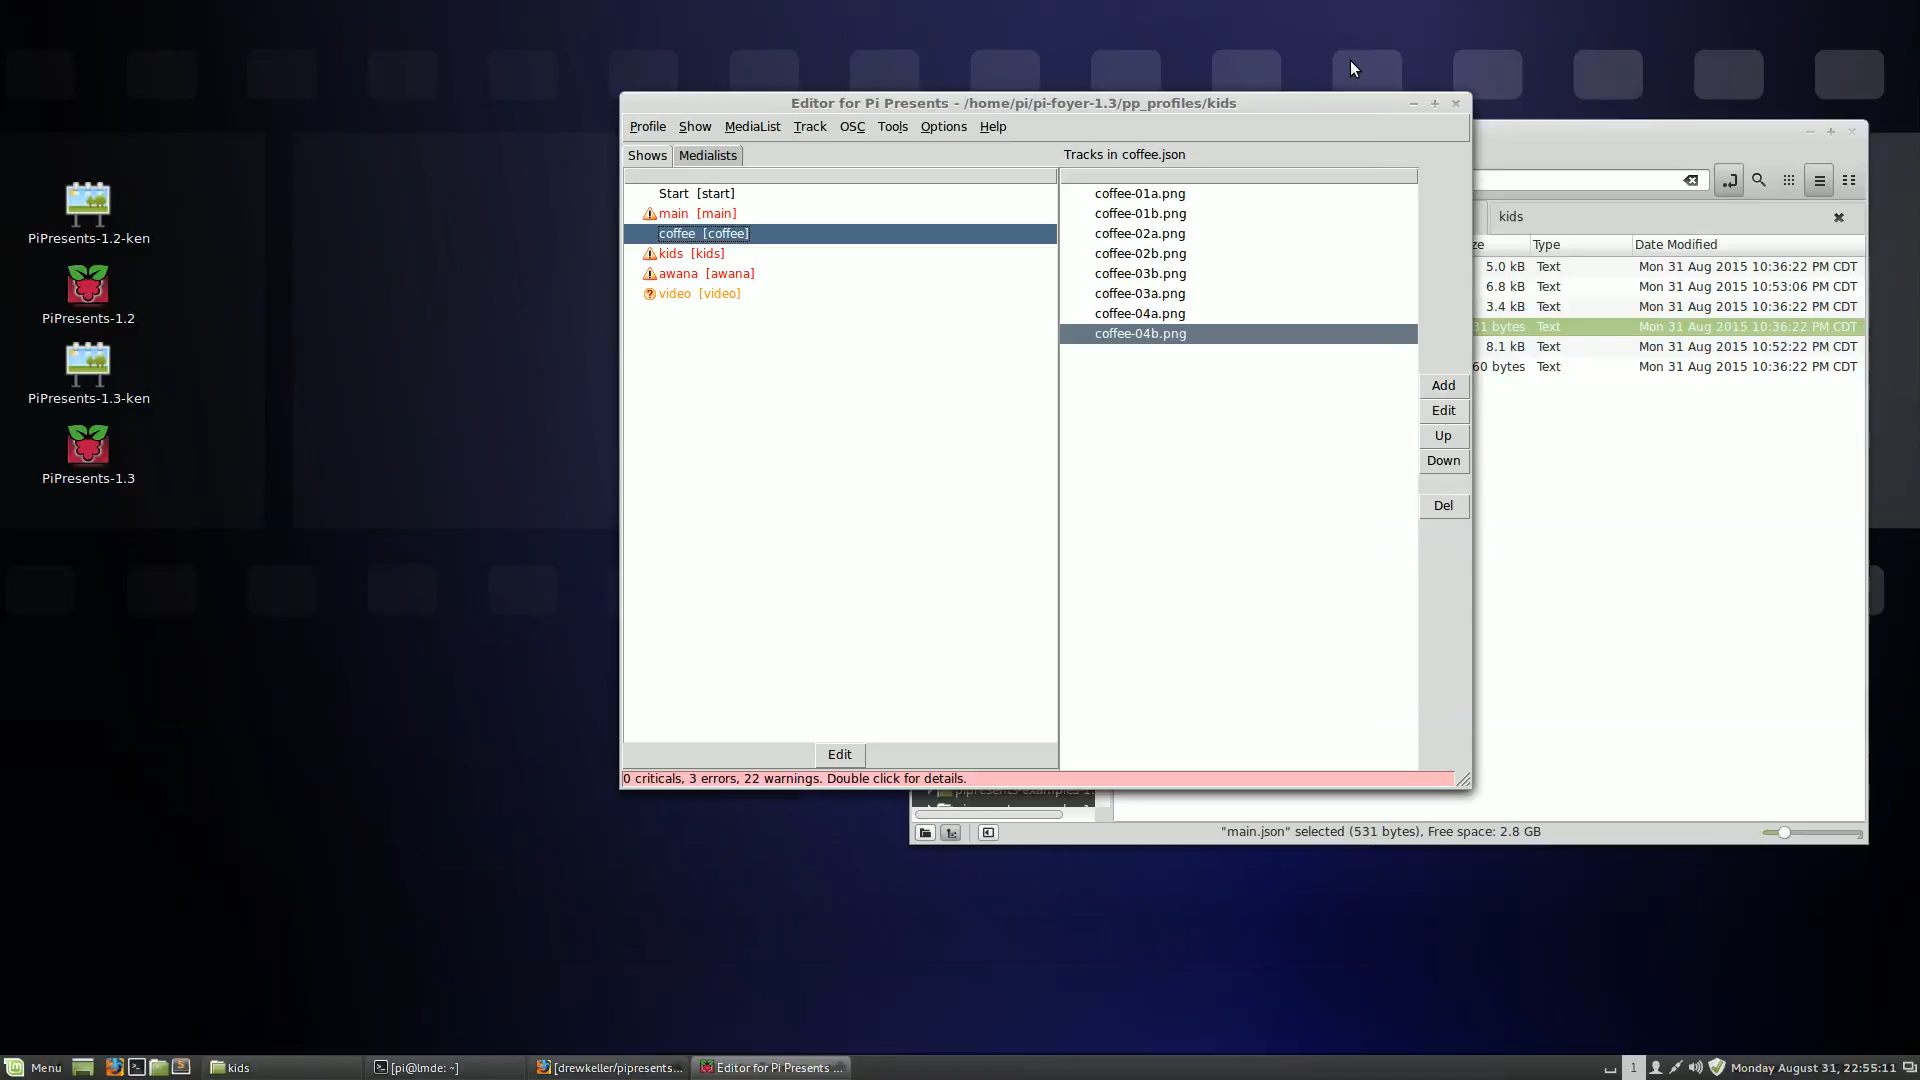 PiPresents-1.2-ken
PiPresents-1.2
PiPresents-1.3-ken
PiPresents-1.3
Editor for Pi Presents - /home/pi/pi-foyer-1.3/pp_profiles/kids
Profile Show MediaList Track OSC Tools Options Help
Shows Medialists
Tracks in coffee.json
Start [start]
main [main]
coffee [coffee]
kids [kids]
awana [awana]
video [video]
coffee-01a.png
coffee-01b.png
coffee-02a.png
coffee-02b.png
coffee-03b.png
coffee-03a.png
coffee-04a.png
coffee-04b.png
Add
Edit
Up
Down
Del
Edit
0 criticals, 3 errors, 22 warnings. Double click for details.
kids
Type Date Modified
5.0 kB Text Mon 31 Aug 2015 10:36:22 PM CDT
6.8 kB Text Mon 31 Aug 2015 10:53:06 PM CDT
3.4 kB Text Mon 31 Aug 2015 10:36:22 PM CDT
31 bytes Text Mon 31 Aug 2015 10:36:22 PM CDT
8.1 kB Text Mon 31 Aug 2015 10:52:22 PM CDT
60 bytes Text Mon 31 Aug 2015 10:36:22 PM CDT
"main.json" selected (531 bytes), Free space: 2.8 GB
Menu kids [pi@lmde: ~] [drewkeller/pipresents... Editor for Pi Presents ... 1 Monday August 31, 22:55:11